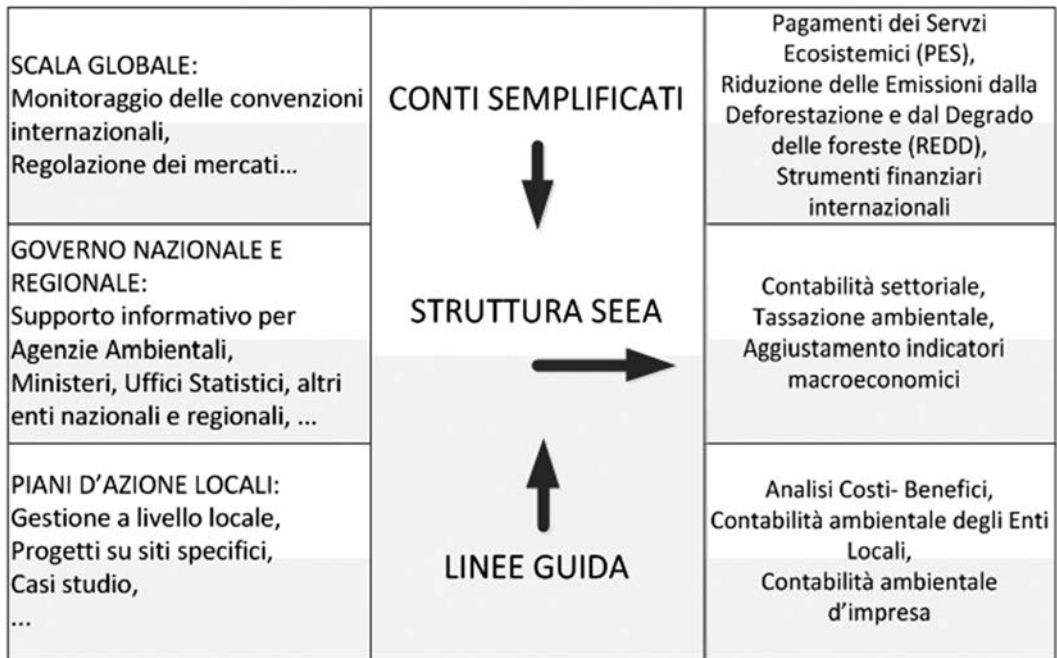 SCALA GLOBALE:
Monitoraggio delle convenzioni
internazionali,
Regolazione dei mercati...
CONTI SEMPLIFICATI
Pagamenti dei Servzi
Ecosistemici (PES),
Riduzione delle Emissioni dalla
Deforestazione e dal Degrado
delle foreste (REDD),
Strumenti finanziari
internazionali
GOVERNO NAZIONALE E
REGIONALE:
Supporto informativo per
Agenzie Ambientali,
Ministeri, Uffici Statistici, altri
enti nazionali e regionali, ...
STRUTTURA SEEA
Contabilità settoriale,
Tassazione ambientale,
Aggiustamento indicatori
macroeconomici
PIANI D'AZIONE LOCALI:
Gestione a livello locale,
Progetti su siti specifici,
Casi studio,
...
LINEE GUIDA
Analisi Costi- Benefici,
Contabilità ambientale degli Enti
Locali,
Contabilità ambientale
d'impresa